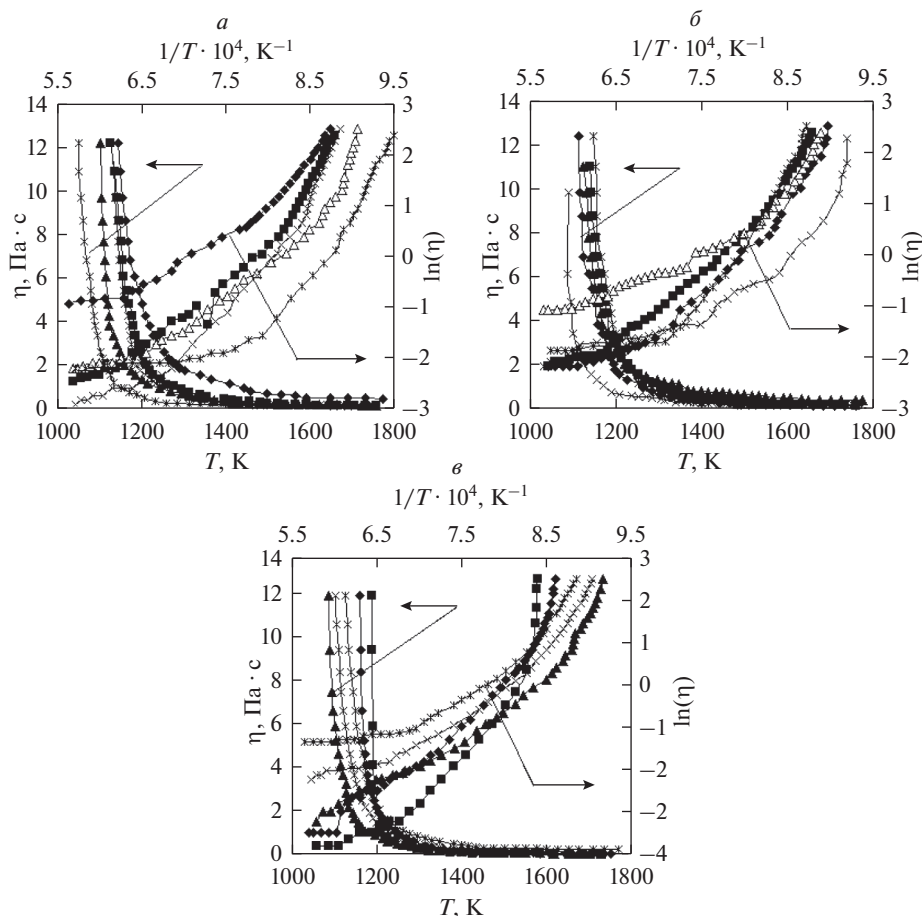 а
1/T · 10⁴, K⁻¹
5.5 6.5 7.5 8.5 9.5
14 12 10 8 6 4 2 0
η, Па · с
3 2 1 0 −1 −2 −3
ln(η)
1000 1200 1400 1600 1800
T, K
б
1/T · 10⁴, K⁻¹
5.5 6.5 7.5 8.5 9.5
14 12 10 8 6 4 2 0
η, Па · с
3 2 1 0 −1 −2 −3
ln(η)
1000 1200 1400 1600 1800
T, K
в
1/T · 10⁴, K⁻¹
5.5 6.5 7.5 8.5 9.5
14 12 10 8 6 4 2 0
η, Па · с
3 2 1 0 −1 −2 −3 −4
ln(η)
1000 1200 1400 1600 1800
T, K